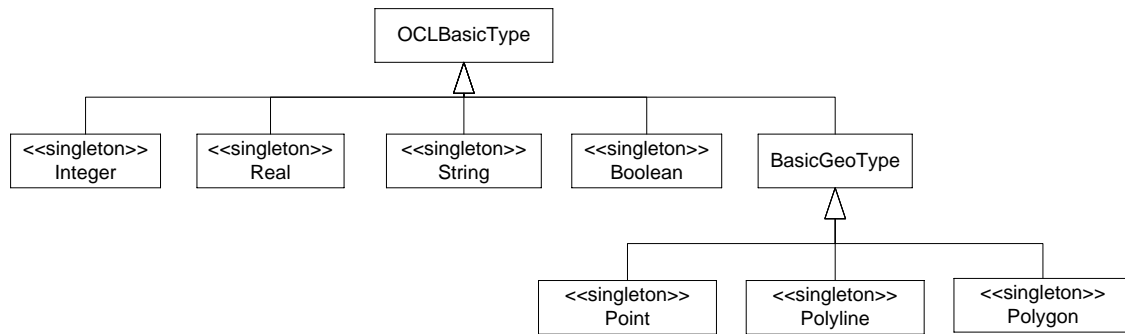 OCLBasicType
<<singleton>>
Integer
<<singleton>>
Real
<<singleton>>
String
<<singleton>>
Boolean
BasicGeoType
<<singleton>>
Point
<<singleton>>
Polyline
<<singleton>>
Polygon